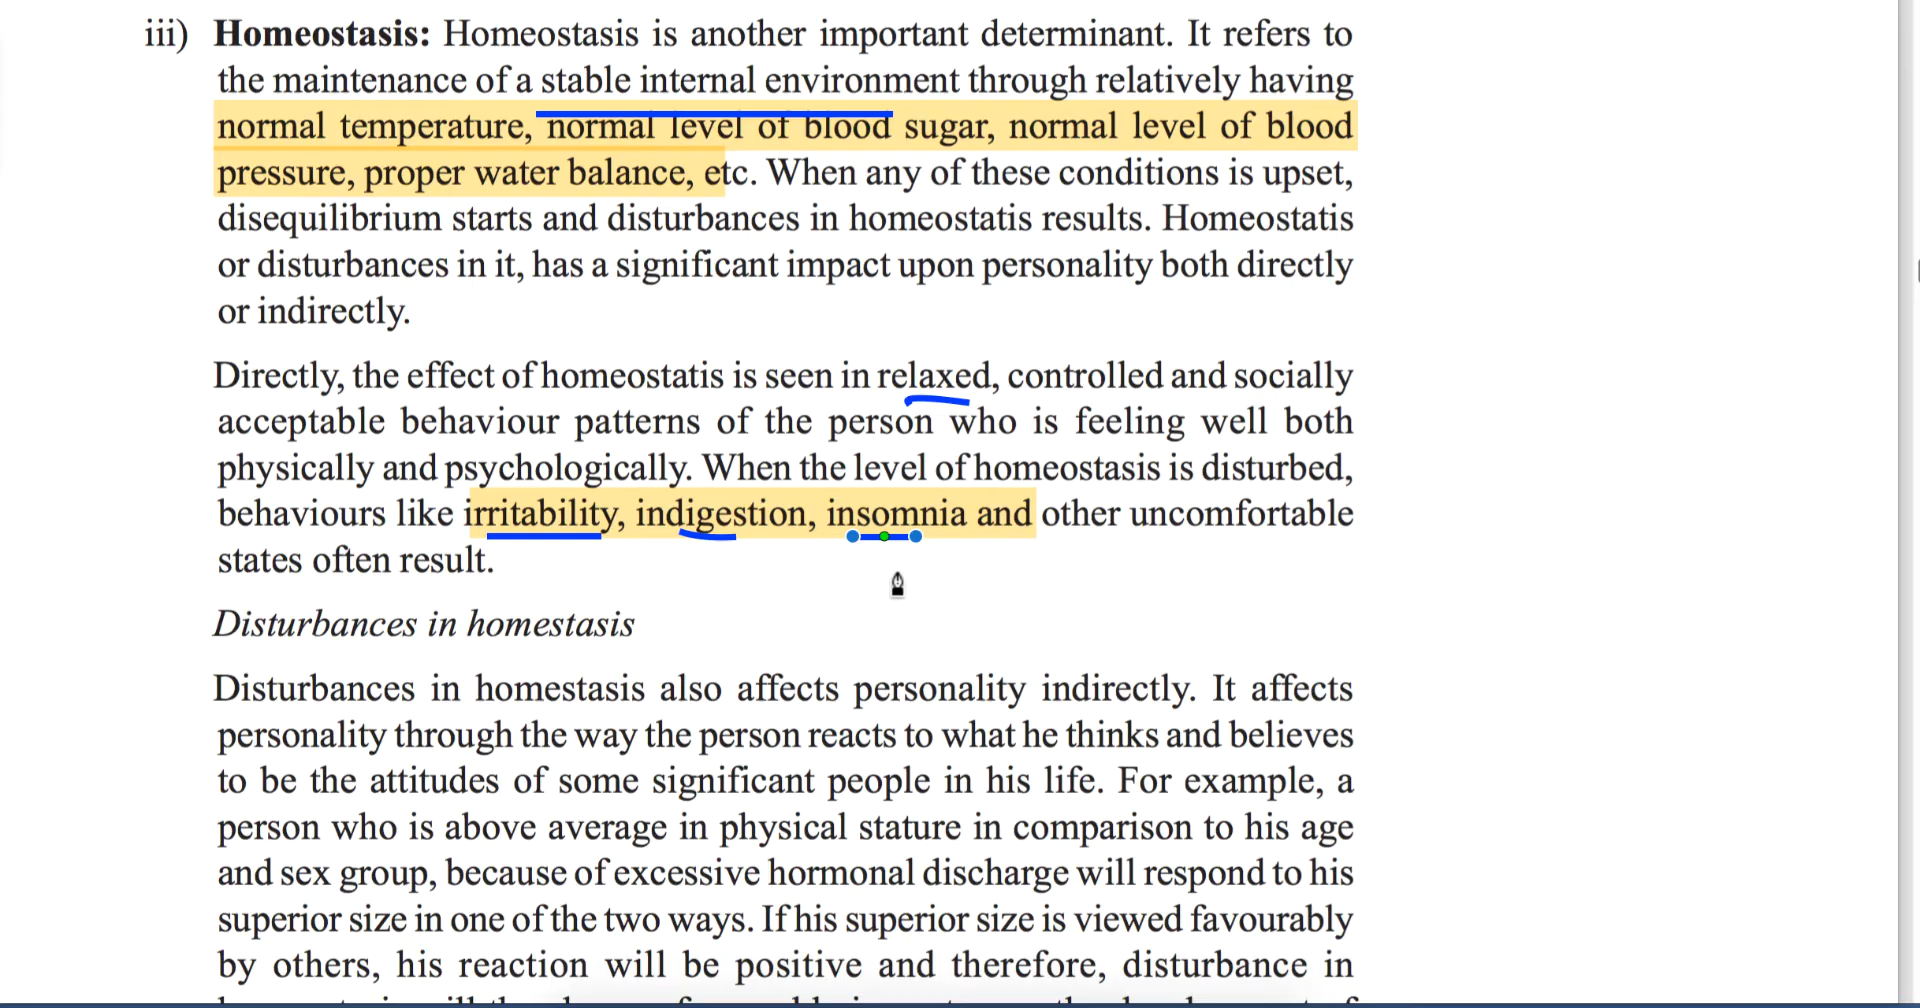 iii) Homeostasis: Homeostasis is another important determinant. It refers to
the maintenance of a stable internal environment through relatively having
normal temperature, normal level of blood sugar, normal level of blood
pressure, proper water balance, etc. When any of these conditions is upset,
disequilibrium starts and disturbances in homeostatis results. Homeostatis
or disturbances in it, has a significant impact upon personality both directly
or indirectly.
Directly, the effect of homeostatis is seen in relaxed, controlled and socially
acceptable behaviour patterns of the person who is feeling well both
physically and psychologically. When the level of homeostasis is disturbed,
behaviours like irritability, indigestion, insomnia and other uncomfortable
states often result.
Disturbances in homestasis
Disturbances in homestasis also affects personality indirectly. It affects
personality through the way the person reacts to what he thinks and believes
to be the attitudes of some significant people in his life. For example, a
person who is above average in physical stature in comparison to his age
and sex group, because of excessive hormonal discharge will respond to his
superior size in one of the two ways. If his superior size is viewed favourably
by others, his reaction will be positive and therefore, disturbance in